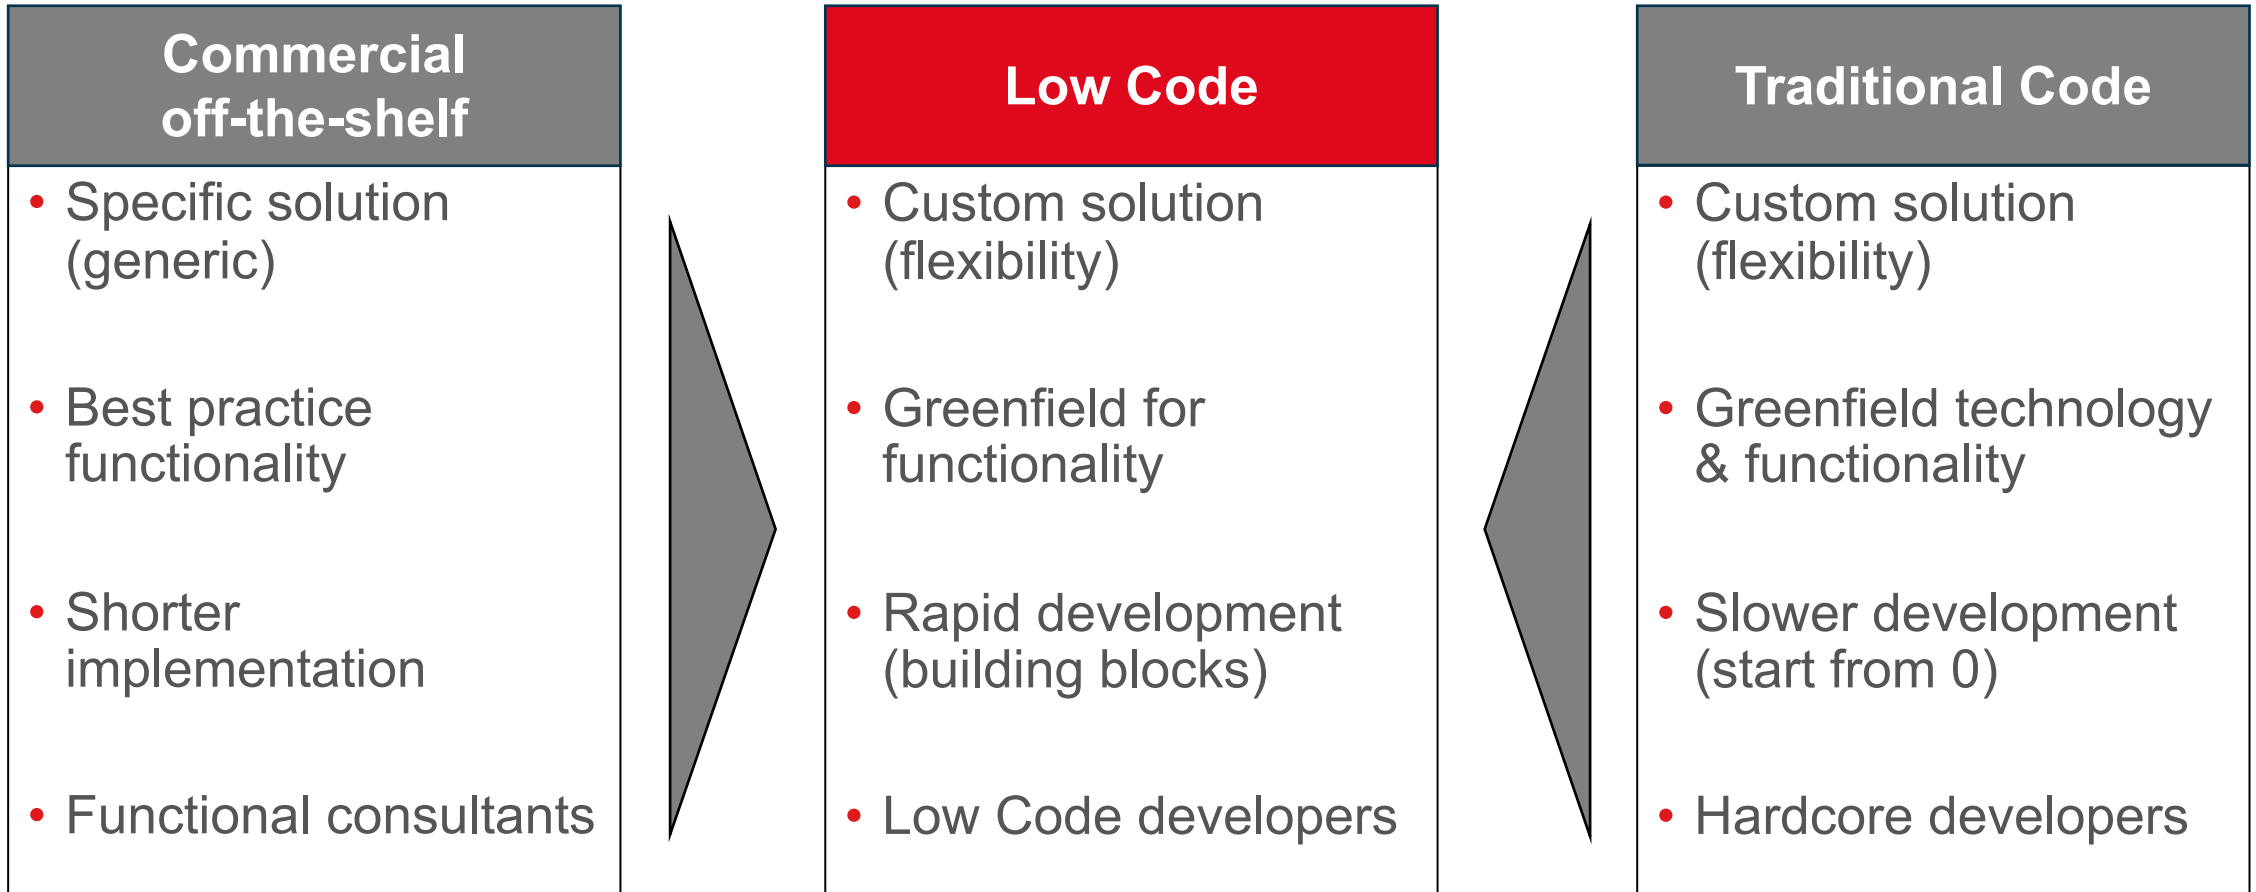 Commercial
off-the-shelf
• Specific solution
(generic)
• Best practice
functionality
• Shorter
implementation
• Functional consultants
Low Code
• Custom solution
(flexibility)
• Greenfield for
functionality
• Rapid development
(building blocks)
• Low Code developers
Traditional Code
• Custom solution
(flexibility)
• Greenfield technology
& functionality
• Slower development
(start from 0)
• Hardcore developers